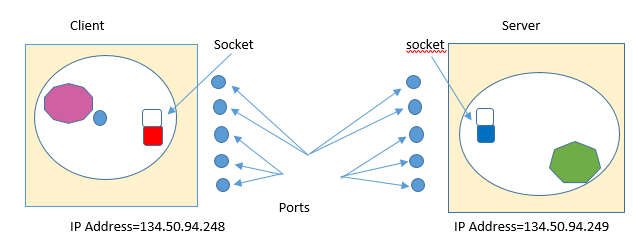 Client
Server
Socket
socket
Ports
IP Address=134.50.94.248
IP Address=134.50.94.249